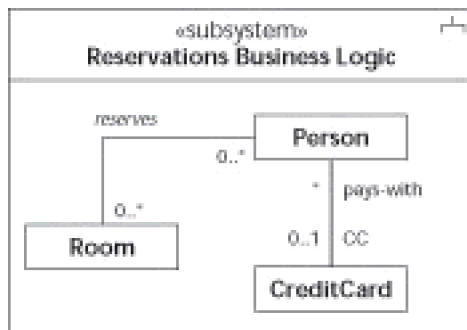 «subsystem»
Reservations Business Logic
reserves
Person
0..*
* pays-with
0..*
Room
0..1 CC
CreditCard